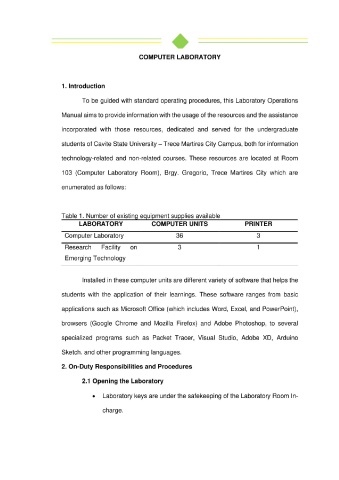 COMPUTER LABORATORY
1. Introduction
To be guided with standard operating procedures, this Laboratory Operations
Manual aims to provide information with the usage of the resources and the assistance
incorporated with those resources, dedicated and served for the undergraduate
students of Cavite State University – Trece Martires City Campus, both for information
technology-related and non-related courses. These resources are located at Room
103 (Computer Laboratory Room), Brgy. Gregorio, Trece Martires City which are
enumerated as follows:
Table 1. Number of existing equipment supplies available
LABORATORY COMPUTER UNITS PRINTER
Computer Laboratory 36 3
Research Facility on 3 1
Emerging Technology
Installed in these computer units are different variety of software that helps the
students with the application of their learnings. These software ranges from basic
applications such as Microsoft Office (which includes Word, Excel, and PowerPoint),
browsers (Google Chrome and Mozilla Firefox) and Adobe Photoshop, to several
specialized programs such as Packet Tracer, Visual Studio, Adobe XD, Arduino
Sketch, and other programming languages.
2. On-Duty Responsibilities and Procedures
2.1 Opening the Laboratory
• Laboratory keys are under the safekeeping of the Laboratory Room In-
charge.